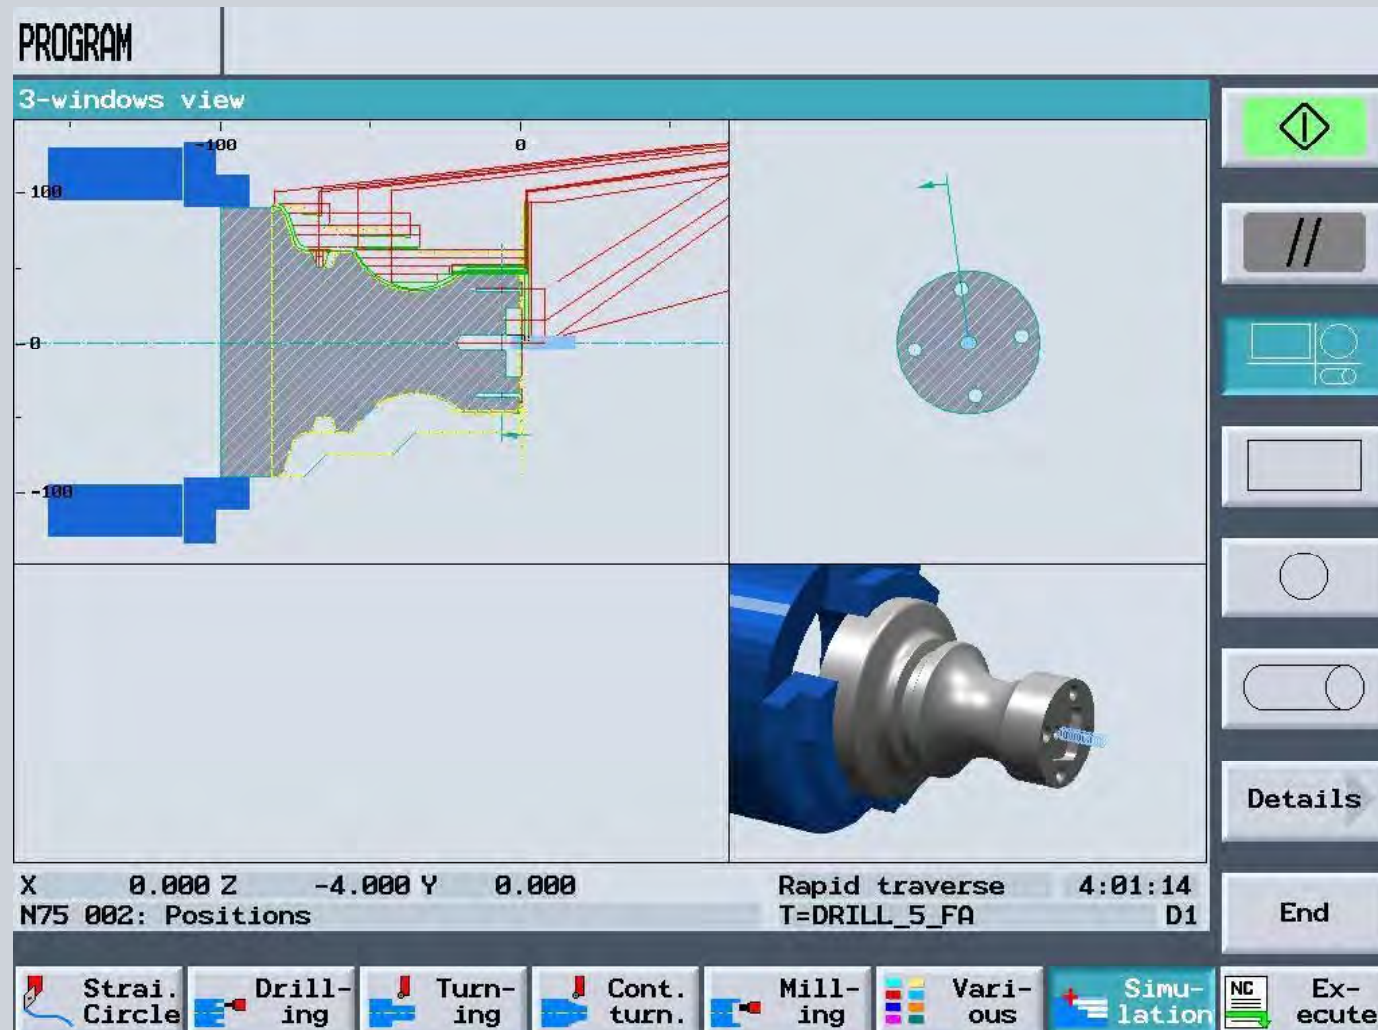 PROGRAM
3-windows view
-100
0
100
0
-100
X 0.000 Z -4.000 Y 0.000
Rapid traverse 4:01:14
N75 002: Positions
T=DRILL_5_FA D1
//
Details
End
Strai.
Circle
Drill-
ing
Turn-
ing
Cont.
turn.
Mill-
ing
Vari-
ous
Simu-
lation
NC
Ex-
ecute